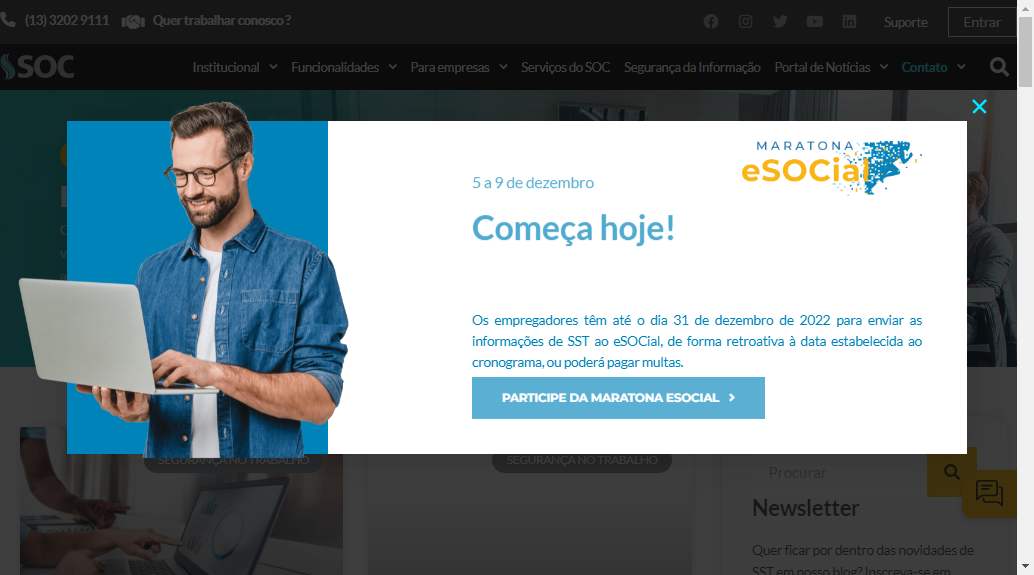 (13) 3202 9111 Quer trabalhar conosco ?
Suporte Entrar
SOC Institucional Funcionalidades Para empresas Serviços do SOC Segurança da Informação Portal de Notícias Contato
MARATONA
eSOCial
5 a 9 de dezembro
Começa hoje!
Os empregadores têm até o dia 31 de dezembro de 2022 para enviar as
informações de SST ao eSOCial, de forma retroativa à data estabelecida ao
cronograma, ou poderá pagar multas.
PARTICIPE DA MARATONA ESOCIAL
SEGURANÇA NO TRABALHO
SEGURANÇA NO TRABALHO
Procurar
Newsletter
Quer ficar por dentro das novidades de
SST em nosso blog? Inscreva-se em